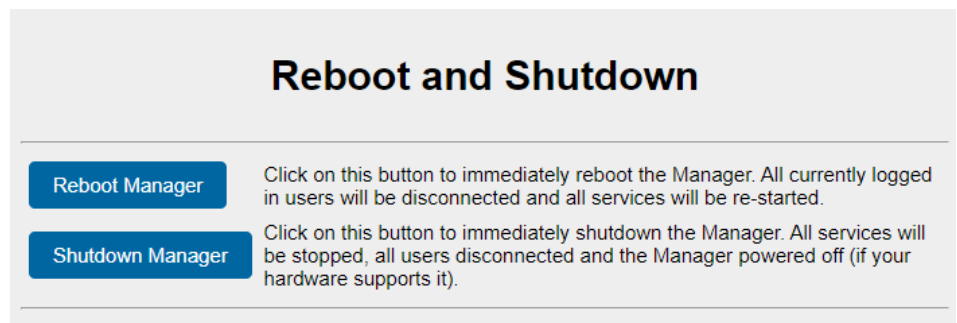 Reboot and Shutdown
Reboot Manager
Click on this button to immediately reboot the Manager. All currently logged
in users will be disconnected and all services will be re-started.
Shutdown Manager
Click on this button to immediately shutdown the Manager. All services will
be stopped, all users disconnected and the Manager powered off (if your
hardware supports it).